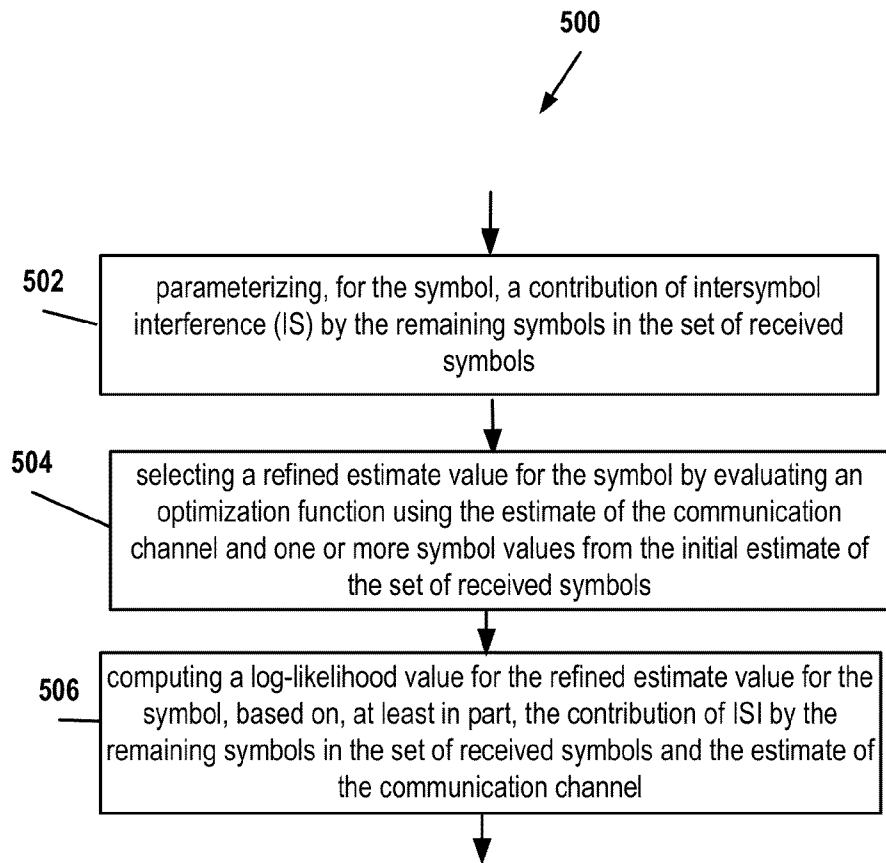 500
502
parameterizing, for the symbol, a contribution of intersymbol
interference (IS) by the remaining symbols in the set of received
symbols
504
selecting a refined estimate value for the symbol by evaluating an
optimization function using the estimate of the communication
channel and one or more symbol values from the initial estimate of
the set of received symbols
506
computing a log-likelihood value for the refined estimate value for the
symbol, based on, at least in part, the contribution of ISI by the
remaining symbols in the set of received symbols and the estimate of
the communication channel